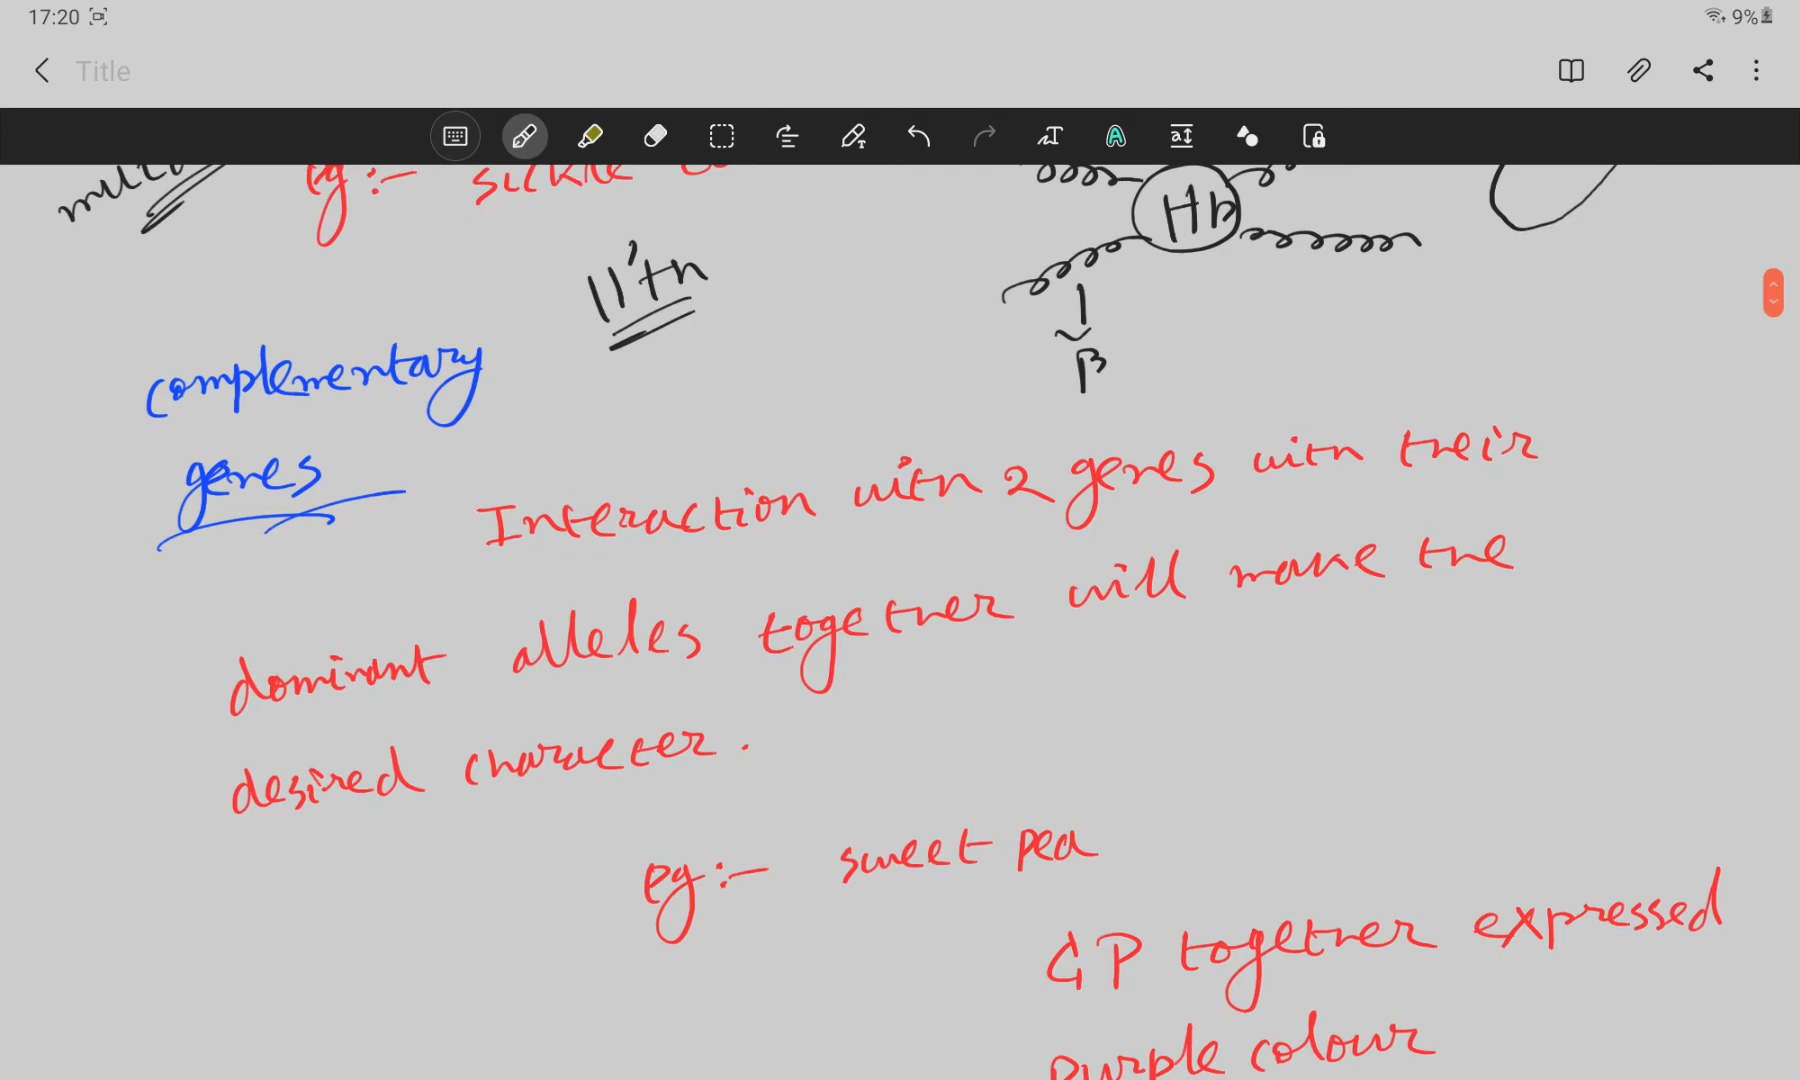 17:20
9%
Title
eg:-
Hb
11'th
β
complementary
genes
Interaction with 2 genes with their
dominant alleles together will make the
desired character.
eg:- sweet pea
CP together expressed
purple colour